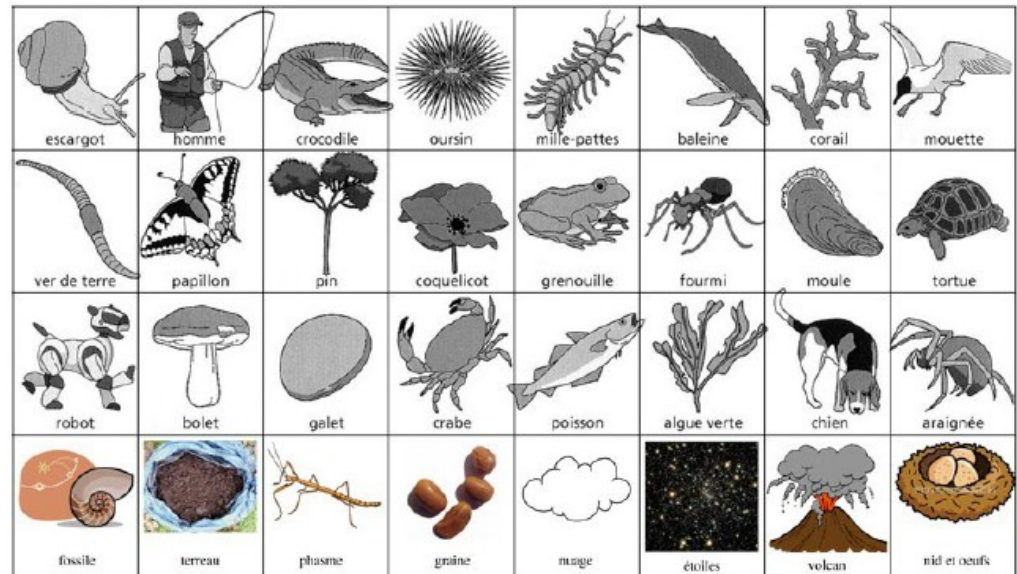 escargot homme crocodile oursin mille-pattes baleine corail mouette
ver de terre papillon pin coquelicot grenouille fourmi moule tortue
robot bolet galet crabe poisson algue verte chien araignée
fossile terreau phasme graine nuage étoiles volcan nid et oeufs